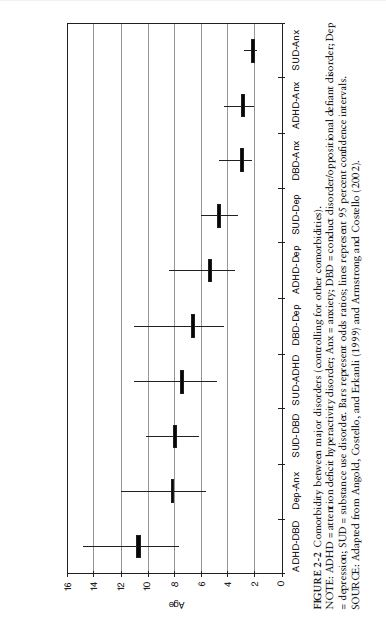 16
14
12
10
8
6
4
2
0
Age
ADHD-DBD Dep-Anx SUD-DBD SUD-ADHD DBD-Dep ADHD-Dep SUD-Dep DBD-Anx ADHD-Anx SUD-Anx
FIGURE 2-2 Comorbidity between major disorders (controlling for other comorbidities).
NOTE: ADHD = attention deficit hyperactivity disorder; Anx = anxiety; DBD = conduct disorder/oppositional defiant disorder; Dep
= depression; SUD = substance use disorder. Bars represent odds ratios; lines represent 95 percent confidence intervals.
SOURCE: Adapted from Angold, Costello, and Erkanli (1999) and Armstrong and Costello (2002).